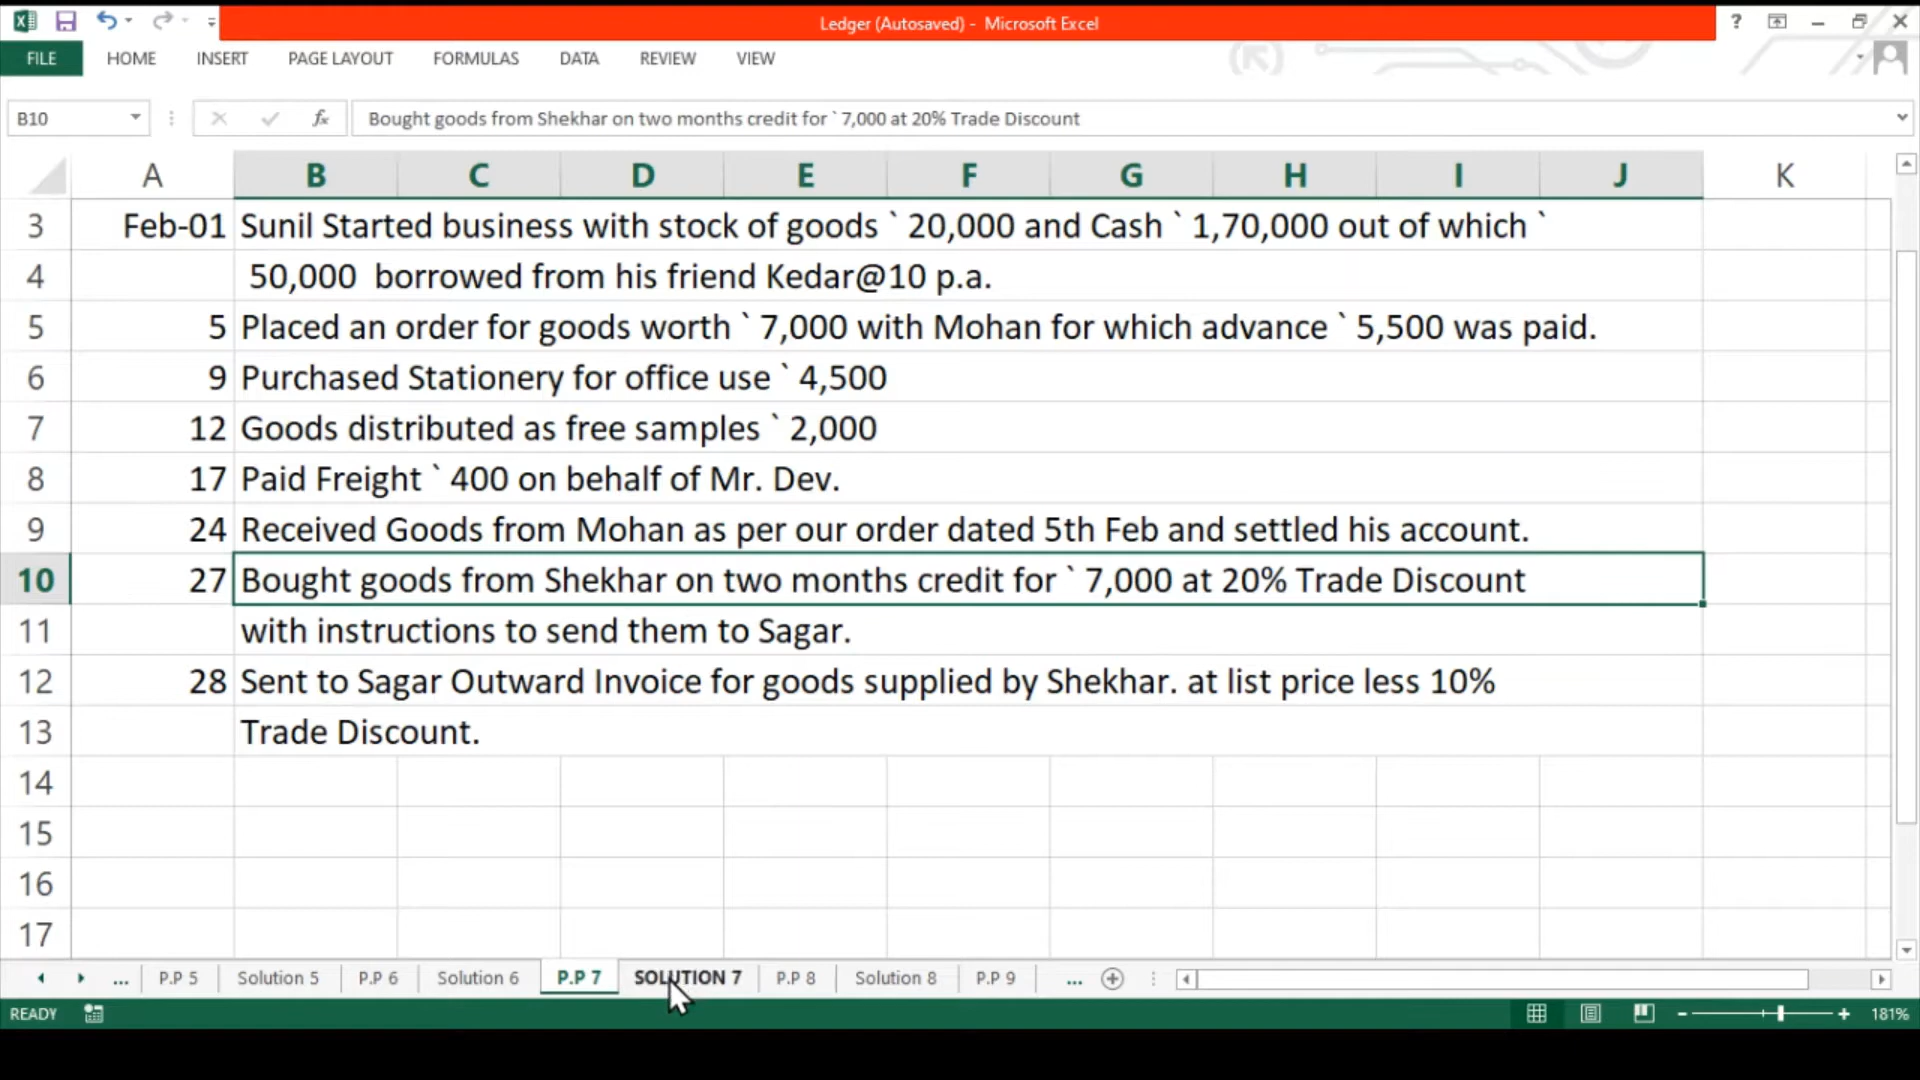 Ledger (Autosaved) - Microsoft Excel
FILE HOME INSERT PAGE LAYOUT FORMULAS DATA REVIEW VIEW
B10 fx Bought goods from Shekhar on two months credit for ` 7,000 at 20% Trade Discount
A B C D E F G H I J K
3 Feb-01 Sunil Started business with stock of goods ` 20,000 and Cash ` 1,70,000 out of which `
4 50,000 borrowed from his friend Kedar@10 p.a.
5 5 Placed an order for goods worth ` 7,000 with Mohan for which advance ` 5,500 was paid.
6 9 Purchased Stationery for office use ` 4,500
7 12 Goods distributed as free samples ` 2,000
8 17 Paid Freight ` 400 on behalf of Mr. Dev.
9 24 Received Goods from Mohan as per our order dated 5th Feb and settled his account.
10 27 Bought goods from Shekhar on two months credit for ` 7,000 at 20% Trade Discount
11 with instructions to send them to Sagar.
12 28 Sent to Sagar Outward Invoice for goods supplied by Shekhar. at list price less 10%
13 Trade Discount.
14
15
16
17
... P.P 5 Solution 5 P.P 6 Solution 6 P.P 7 SOLUTION 7 P.P 8 Solution 8 P.P 9 ...
READY 181%